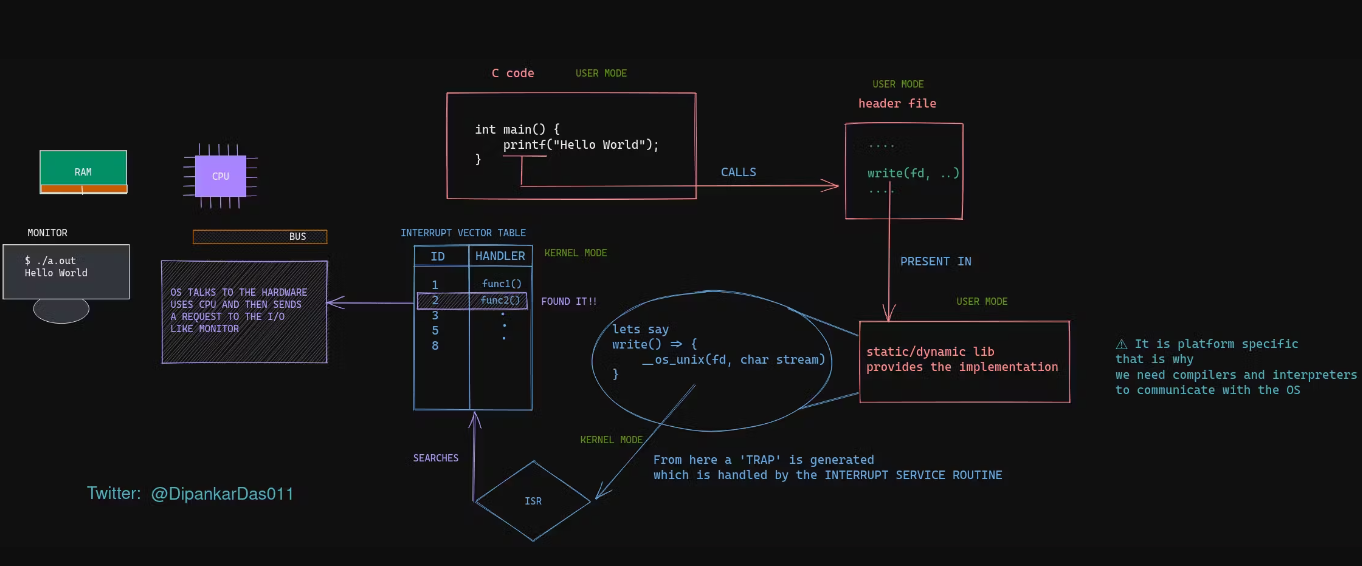 C code
USER MODE
int main() {
printf("Hello World");
}
CALLS
USER MODE
header file
....
write(fd, ..)
....
PRESENT IN
USER MODE
static/dynamic lib
provides the implementation
⚠ It is platform specific
that is why
we need compilers and interpreters
to communicate with the OS
lets say
write() => {
__os_unix(fd, char stream)
}
KERNEL MODE
From here a 'TRAP' is generated
which is handled by the INTERRUPT SERVICE ROUTINE
ISR
SEARCHES
INTERRUPT VECTOR TABLE
KERNEL MODE
ID HANDLER
1 func1()
2 func2()
FOUND IT!!
3 .
5 .
8 .
RAM
CPU
MONITOR
$ ./a.out
Hello World
BUS
OS TALKS TO THE HARDWARE
USES CPU AND THEN SENDS
A REQUEST TO THE I/O
LIKE MONITOR
Twitter: @DipankarDas011